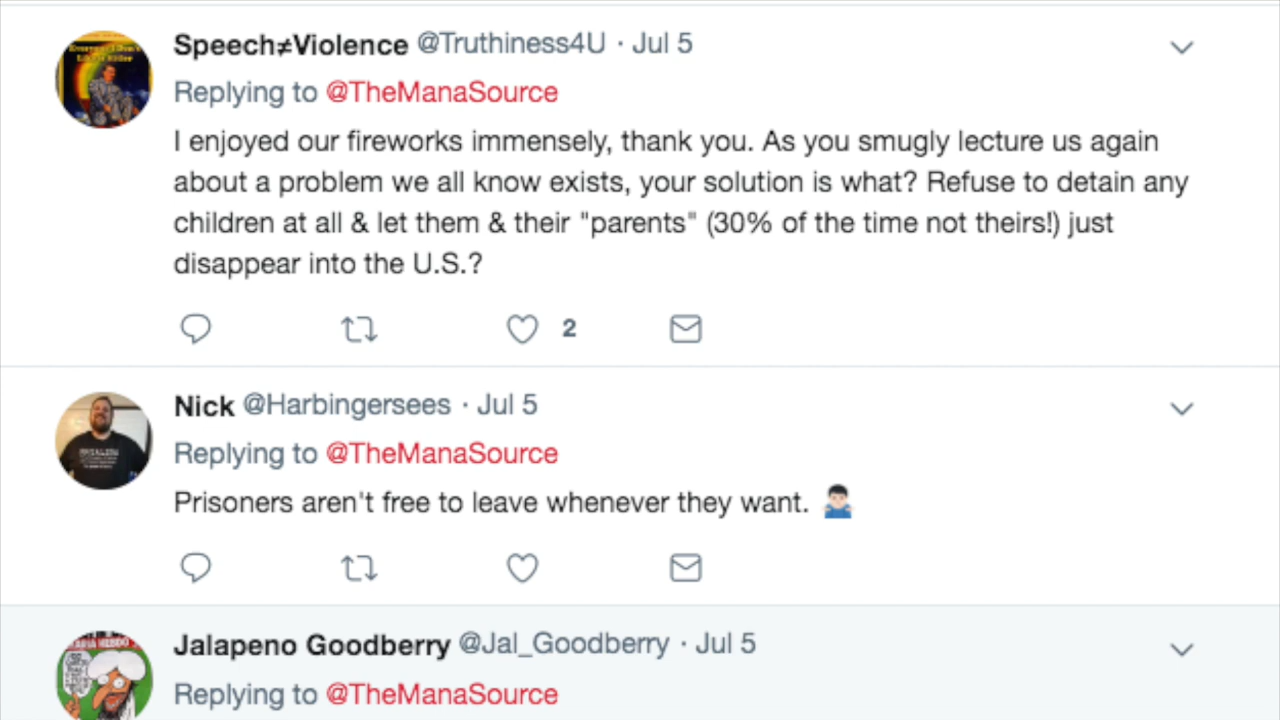 Speech≠Violence @Truthiness4U · Jul 5
Replying to @TheManaSource
I enjoyed our fireworks immensely, thank you. As you smugly lecture us again
about a problem we all know exists, your solution is what? Refuse to detain any
children at all & let them & their "parents" (30% of the time not theirs!) just
disappear into the U.S.?
2
Nick @Harbingersees · Jul 5
Replying to @TheManaSource
Prisoners aren't free to leave whenever they want.
Jalapeno Goodberry @Jal_Goodberry · Jul 5
Replying to @TheManaSource